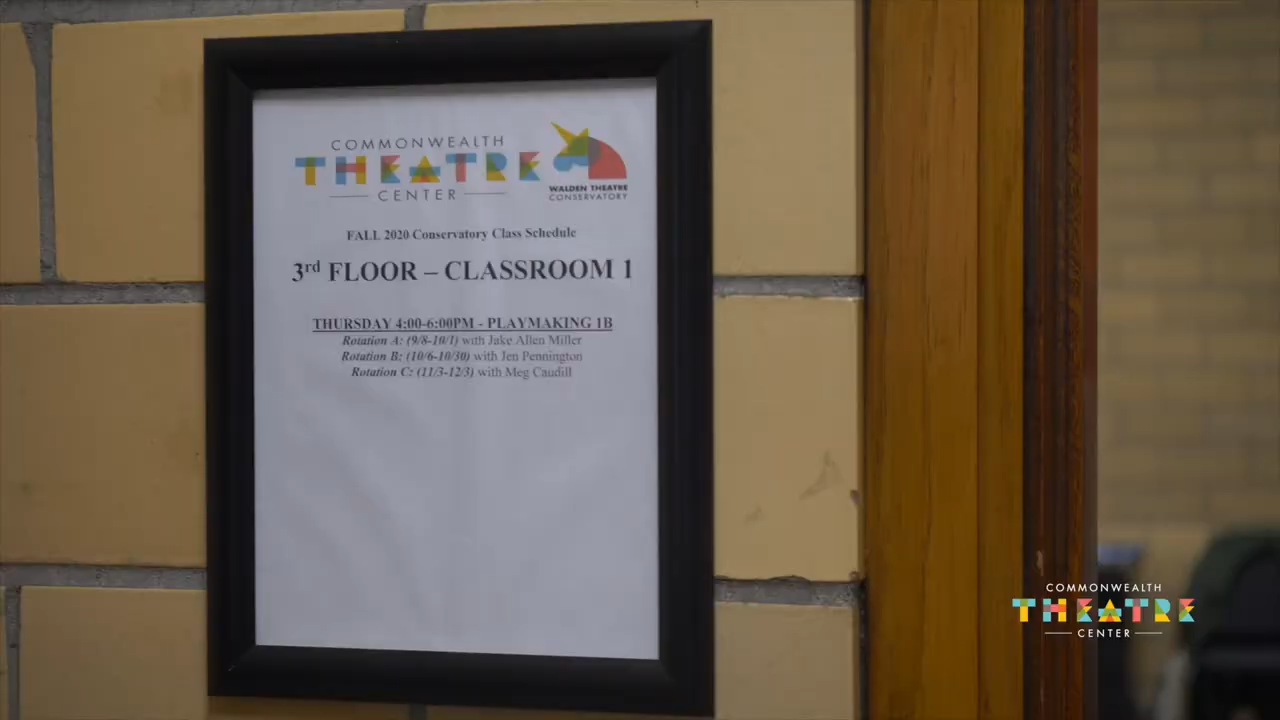 COMMONWEALTH
THEATRE
CENTER
WALDEN THEATRE
CONSERVATORY
FALL 2020 Conservatory Class Schedule
3rd FLOOR – CLASSROOM 1
THURSDAY 4:00-6:00PM - PLAYMAKING 1B
Rotation A: (9/8-10/1) with Jake Allen Miller
Rotation B: (10/6-10/30) with Jen Pennington
Rotation C: (11/3-12/3) with Meg Caudill
COMMONWEALTH
THEATRE
CENTER